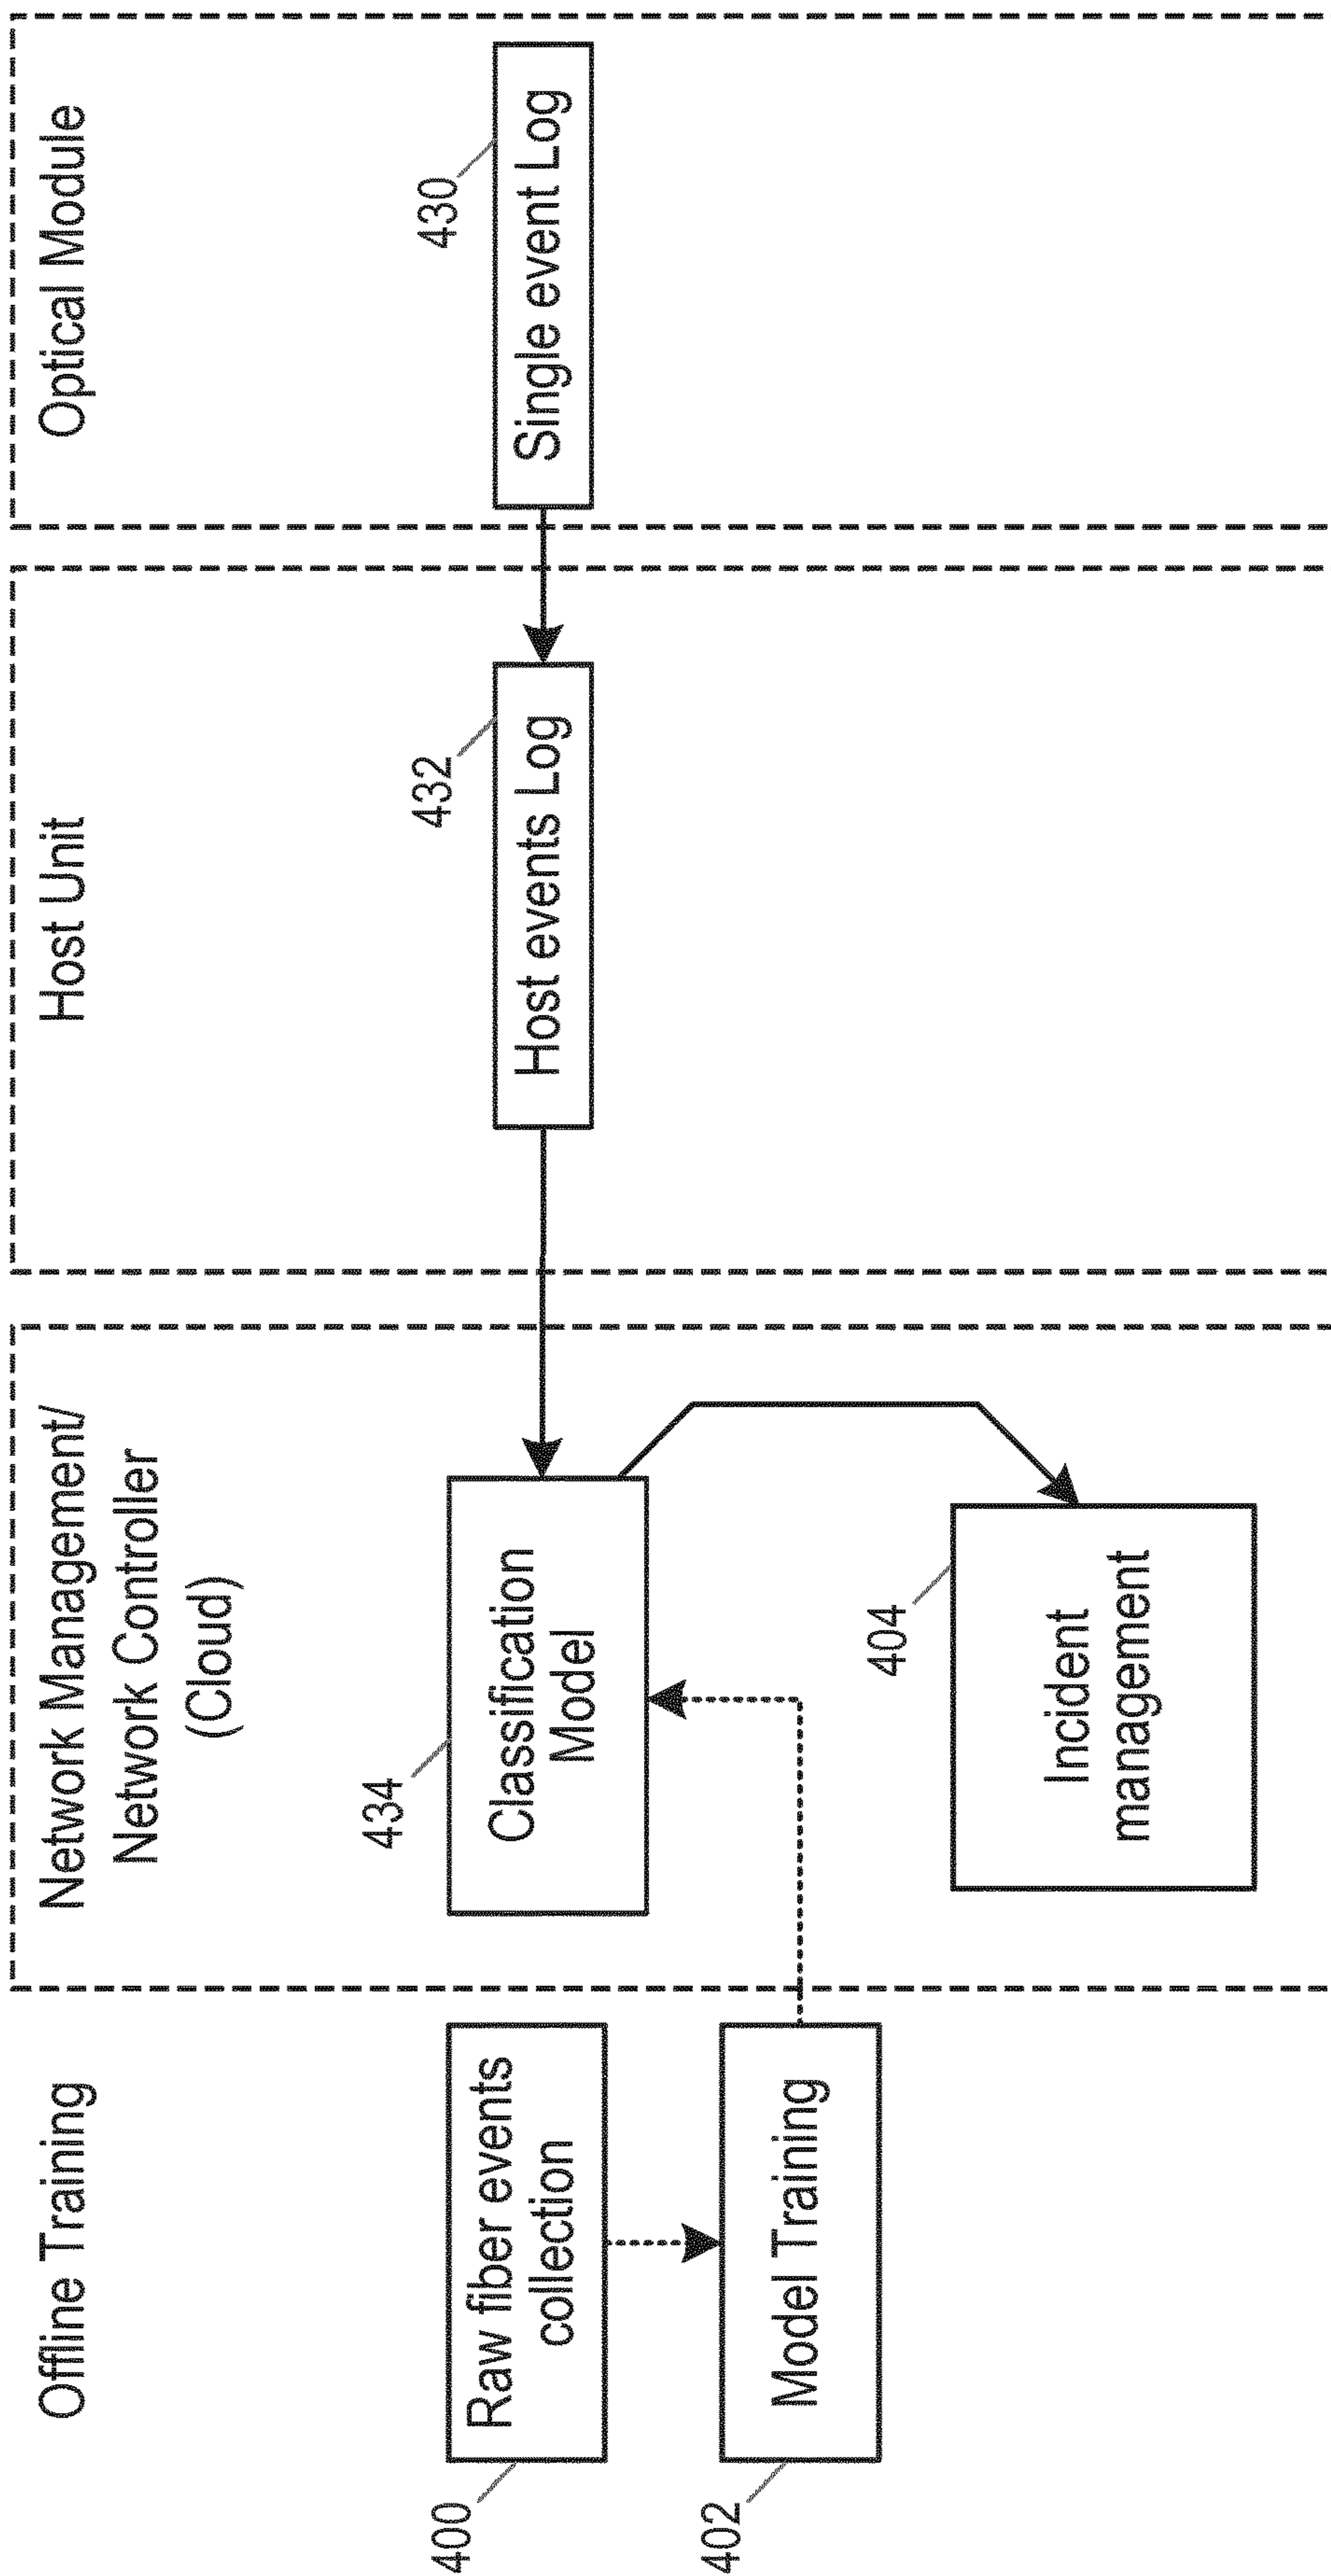 Offline Training
400
Raw fiber events
collection
402
Model Training
Network Management/
Network Controller
(Cloud)
434
Classification
Model
404
Incident
management
Host Unit
432
Host events Log
Optical Module
430
Single event Log